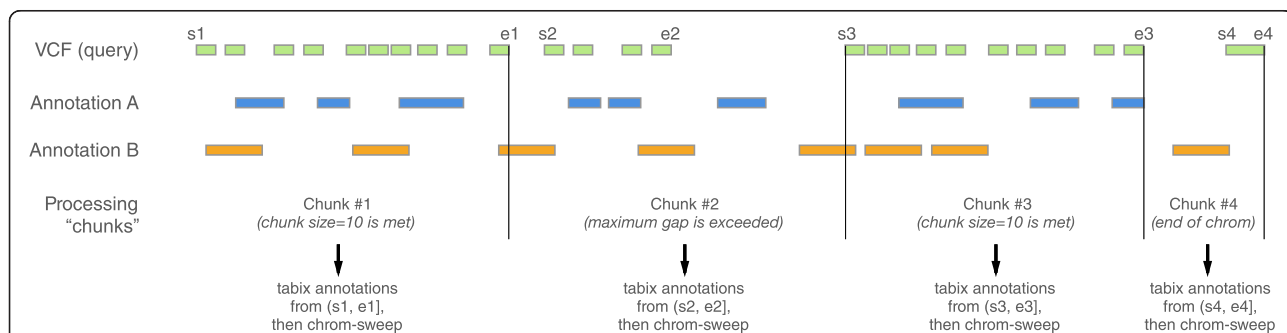 s1 e1 s2 e2 s3 e3 s4 e4
VCF (query)
Annotation A
Annotation B
Processing
“chunks”
Chunk #1
(chunk size=10 is met)
Chunk #2
(maximum gap is exceeded)
Chunk #3
(chunk size=10 is met)
Chunk #4
(end of chrom)
tabix annotations
from (s1, e1],
then chrom-sweep
tabix annotations
from (s2, e2],
then chrom-sweep
tabix annotations
from (s3, e3],
then chrom-sweep
tabix annotations
from (s4, e4],
then chrom-sweep